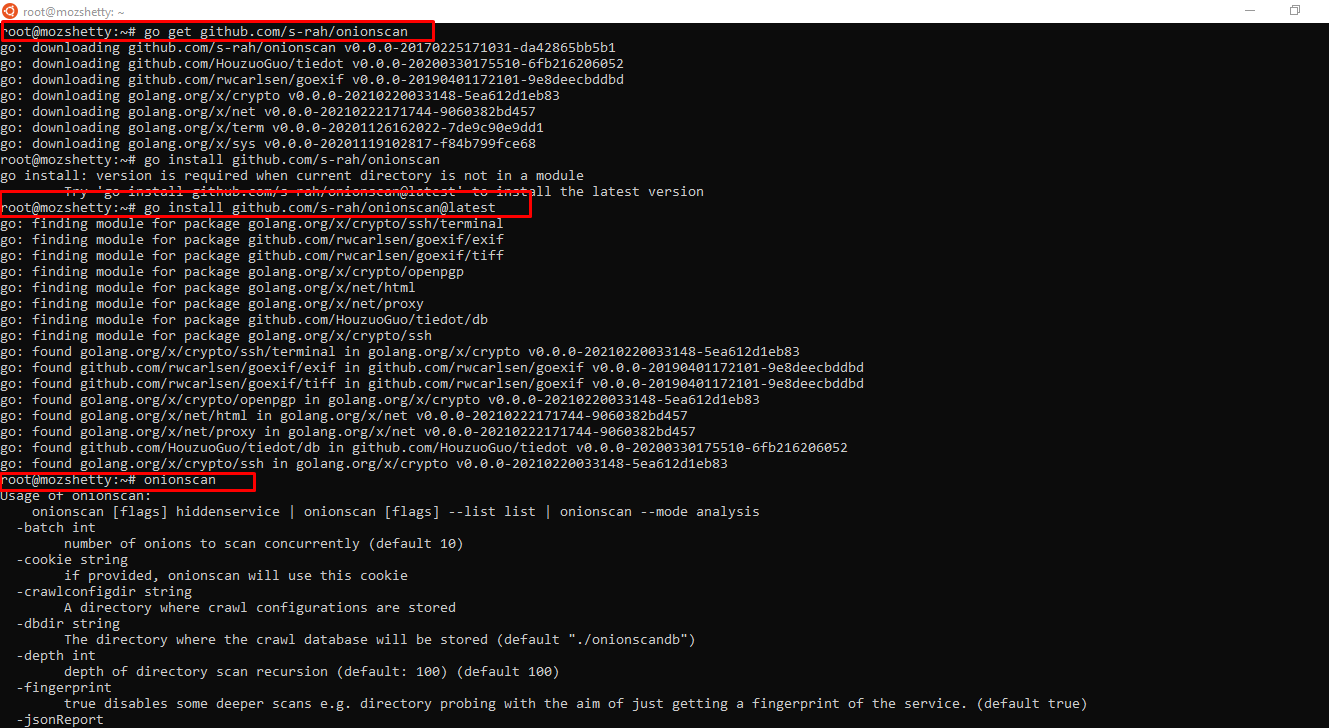 root@mozshetty: ~
root@mozshetty:~# go get github.com/s-rah/onionscan
go: downloading github.com/s-rah/onionscan v0.0.0-20170225171031-da42865bb5b1
go: downloading github.com/HouzuoGuo/tiedot v0.0.0-20200330175510-6fb216206052
go: downloading github.com/rwcarlsen/goexif v0.0.0-20190401172101-9e8deecbddbd
go: downloading golang.org/x/crypto v0.0.0-20210220033148-5ea612d1eb83
go: downloading golang.org/x/net v0.0.0-20210222171744-9060382bd457
go: downloading golang.org/x/term v0.0.0-20201126162022-7de9c90e9dd1
go: downloading golang.org/x/sys v0.0.0-20201119102817-f84b799fce68
root@mozshetty:~# go install github.com/s-rah/onionscan
go install: version is required when current directory is not in a module
Try 'go install github.com/s-rah/onionscan@latest' to install the latest version
root@mozshetty:~# go install github.com/s-rah/onionscan@latest
go: finding module for package golang.org/x/crypto/ssh/terminal
go: finding module for package github.com/rwcarlsen/goexif/exif
go: finding module for package github.com/rwcarlsen/goexif/tiff
go: finding module for package golang.org/x/crypto/openpgp
go: finding module for package golang.org/x/net/html
go: finding module for package golang.org/x/net/proxy
go: finding module for package github.com/HouzuoGuo/tiedot/db
go: finding module for package golang.org/x/crypto/ssh
go: found golang.org/x/crypto/ssh/terminal in golang.org/x/crypto v0.0.0-20210220033148-5ea612d1eb83
go: found github.com/rwcarlsen/goexif/exif in github.com/rwcarlsen/goexif v0.0.0-20190401172101-9e8deecbddbd
go: found github.com/rwcarlsen/goexif/tiff in github.com/rwcarlsen/goexif v0.0.0-20190401172101-9e8deecbddbd
go: found golang.org/x/crypto/openpgp in golang.org/x/crypto v0.0.0-20210220033148-5ea612d1eb83
go: found golang.org/x/net/html in golang.org/x/net v0.0.0-20210222171744-9060382bd457
go: found golang.org/x/net/proxy in golang.org/x/net v0.0.0-20210222171744-9060382bd457
go: found github.com/HouzuoGuo/tiedot/db in github.com/HouzuoGuo/tiedot v0.0.0-20200330175510-6fb216206052
go: found golang.org/x/crypto/ssh in golang.org/x/crypto v0.0.0-20210220033148-5ea612d1eb83
root@mozshetty:~# onionscan
Usage of onionscan:
onionscan [flags] hiddenservice | onionscan [flags] --list list | onionscan --mode analysis
-batch int
number of onions to scan concurrently (default 10)
-cookie string
if provided, onionscan will use this cookie
-crawlconfigdir string
A directory where crawl configurations are stored
-dbdir string
The directory where the crawl database will be stored (default "./onionscandb")
-depth int
depth of directory scan recursion (default: 100) (default 100)
-fingerprint
true disables some deeper scans e.g. directory probing with the aim of just getting a fingerprint of the service. (default true)
-jsonReport